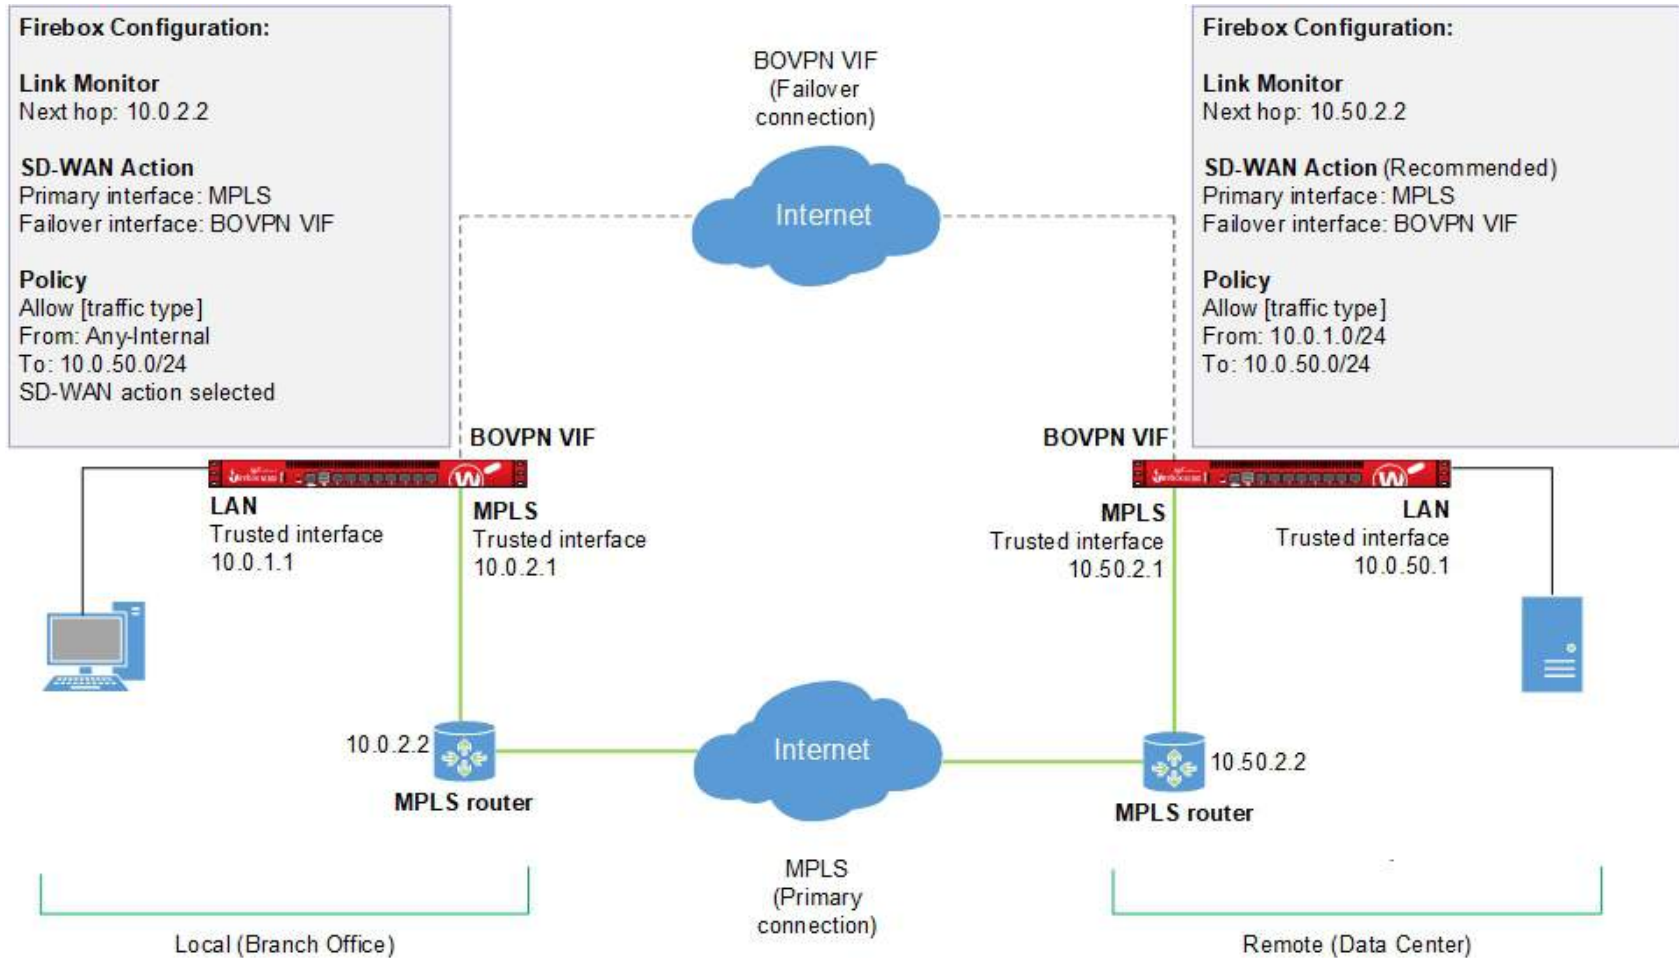 Firebox Configuration:
Link Monitor
Next hop: 10.0.2.2
SD-WAN Action
Primary interface: MPLS
Failover interface: BOVPN VIF
Policy
Allow [traffic type]
From: Any-Internal
To: 10.0.50.0/24
SD-WAN action selected
BOVPN VIF
(Failover
connection)
Internet
Firebox Configuration:
Link Monitor
Next hop: 10.50.2.2
SD-WAN Action (Recommended)
Primary interface: MPLS
Failover interface: BOVPN VIF
Policy
Allow [traffic type]
From: 10.0.1.0/24
To: 10.0.50.0/24
BOVPN VIF
BOVPN VIF
W
W
LAN
Trusted interface
10.0.1.1
MPLS
Trusted interface
10.0.2.1
MPLS
Trusted interface
10.50.2.1
LAN
Trusted interface
10.0.50.1
10.0.2.2
MPLS router
Internet
10.50.2.2
MPLS router
MPLS
(Primary
connection)
Local (Branch Office)
Remote (Data Center)